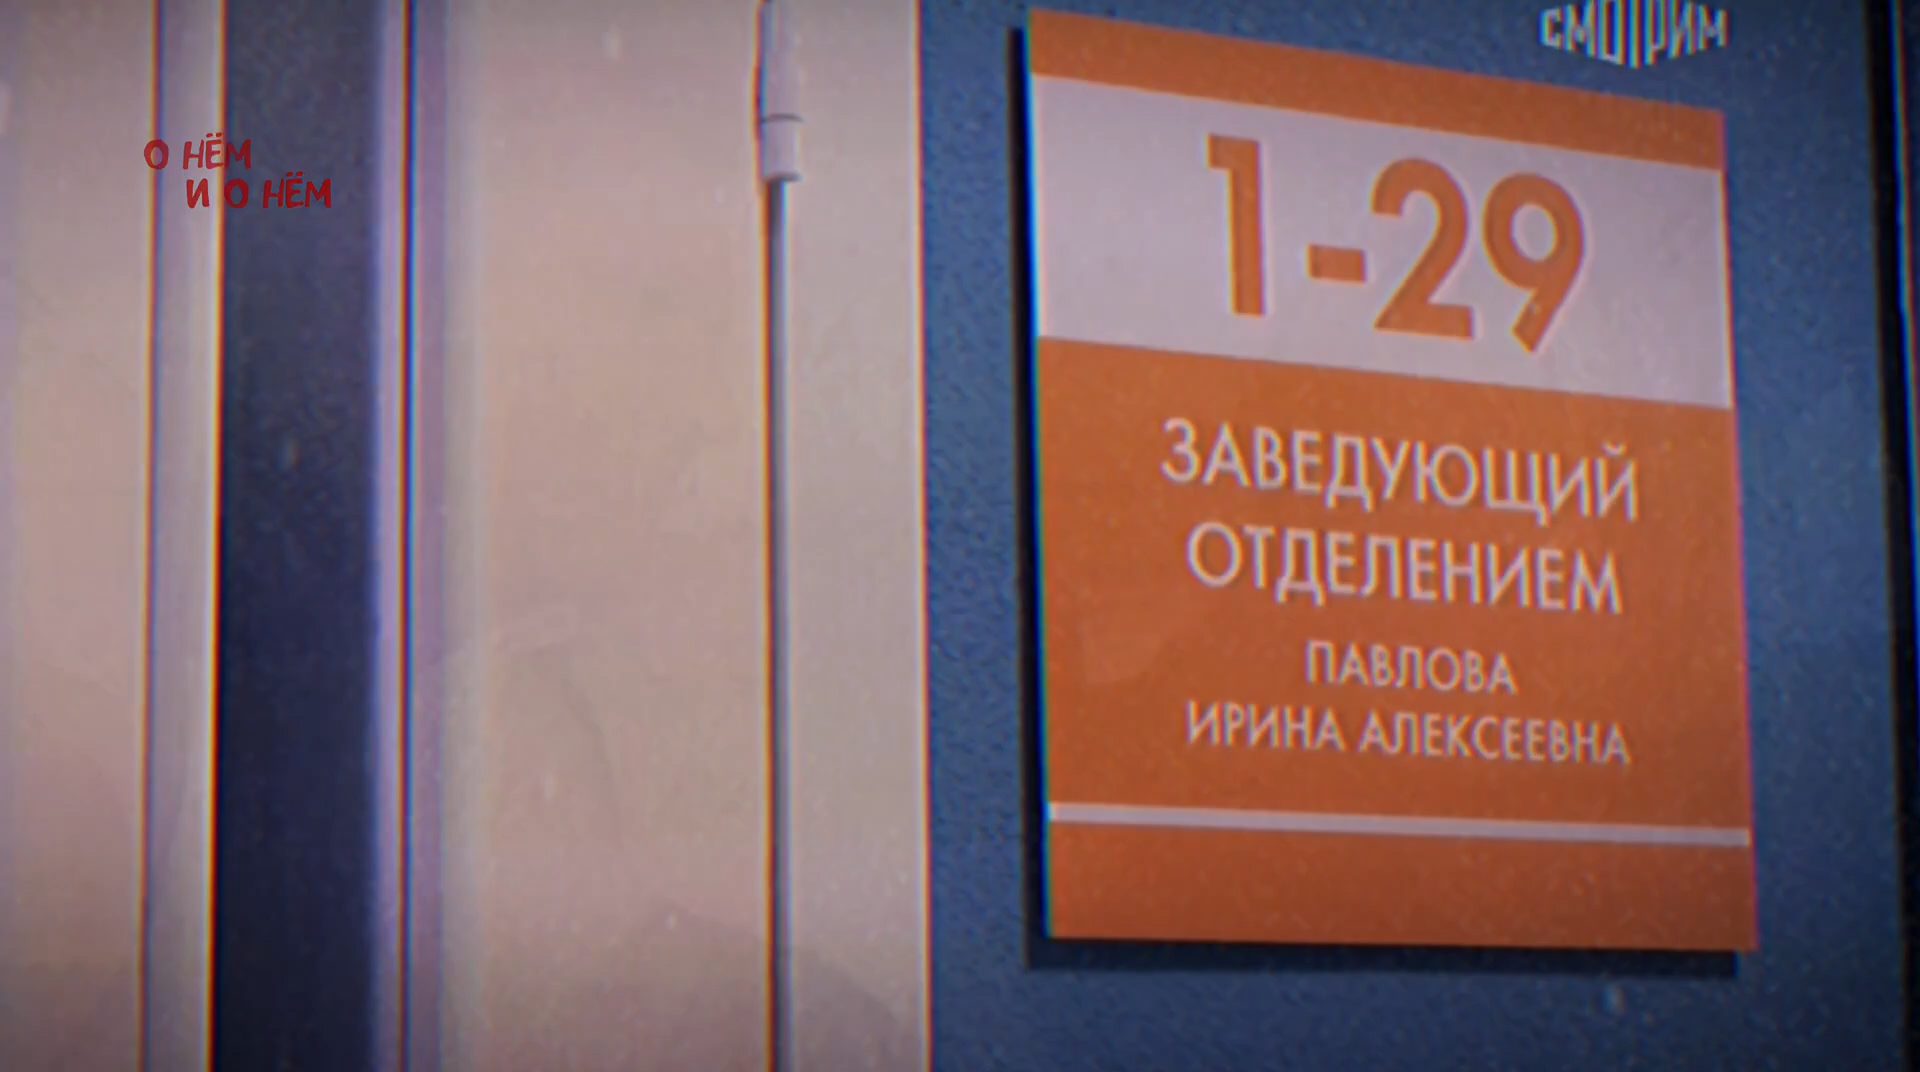 СМОТРИМ
О НЁМ
И О НЁМ
1-29
ЗАВЕДУЮЩИЙ
ОТДЕЛЕНИЕМ
ПАВЛОВА
ИРИНА АЛЕКСЕЕВНА